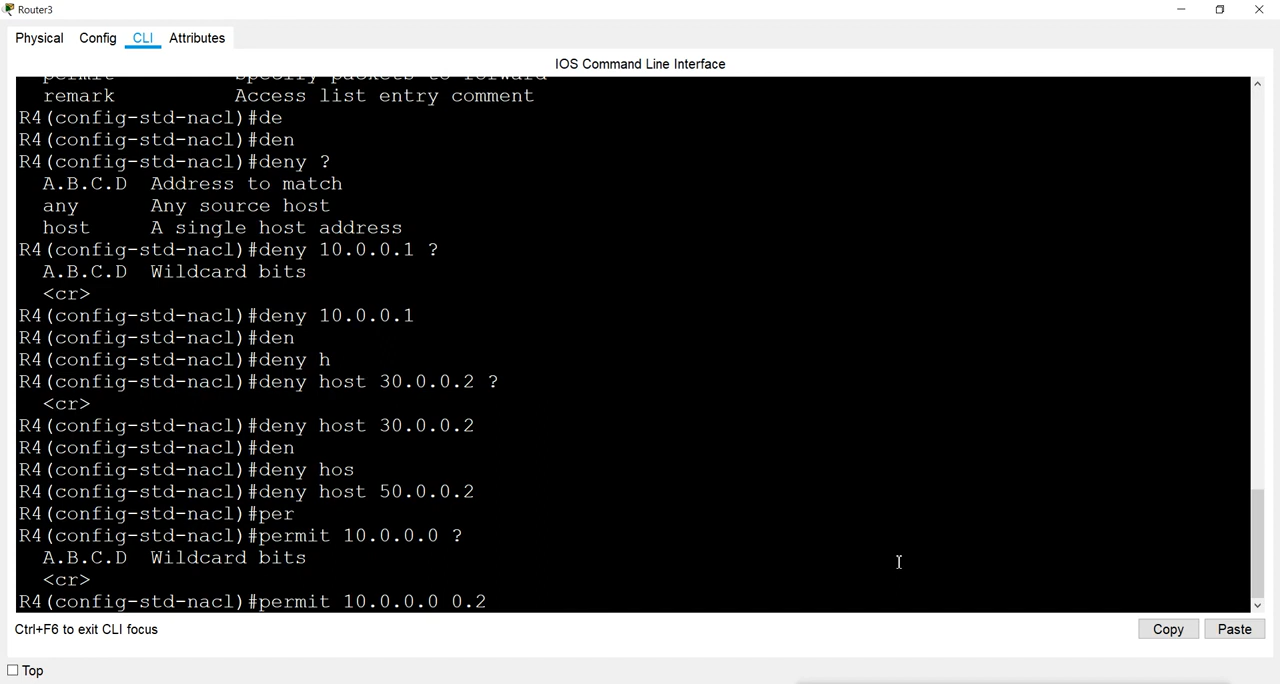 Router3
Physical Config CLI Attributes
IOS Command Line Interface
permit Specify packets to forward
remark Access list entry comment
R4(config-std-nacl)#de
R4(config-std-nacl)#den
R4(config-std-nacl)#deny ?
A.B.C.D Address to match
any Any source host
host A single host address
R4(config-std-nacl)#deny 10.0.0.1 ?
A.B.C.D Wildcard bits
<cr>
R4(config-std-nacl)#deny 10.0.0.1
R4(config-std-nacl)#den
R4(config-std-nacl)#deny h
R4(config-std-nacl)#deny host 30.0.0.2 ?
<cr>
R4(config-std-nacl)#deny host 30.0.0.2
R4(config-std-nacl)#den
R4(config-std-nacl)#deny hos
R4(config-std-nacl)#deny host 50.0.0.2
R4(config-std-nacl)#per
R4(config-std-nacl)#permit 10.0.0.0 ?
A.B.C.D Wildcard bits
<cr>
R4(config-std-nacl)#permit 10.0.0.0 0.2
Ctrl+F6 to exit CLI focus
Copy Paste
Top